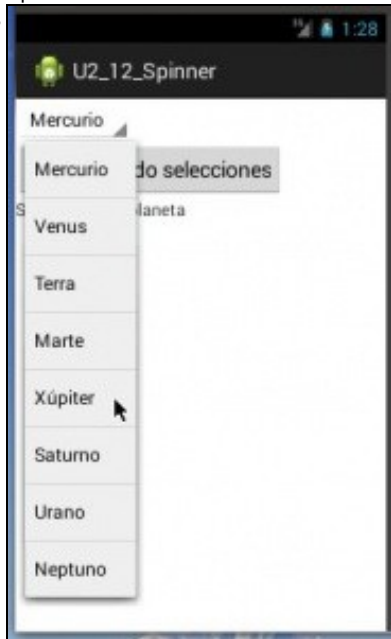 1:28
U2_12_Spinner
Mercurio
Mercurio
do selecciones
laneta
Venus
Terra
Marte
Xúpiter
Saturno
Urano
Neptuno